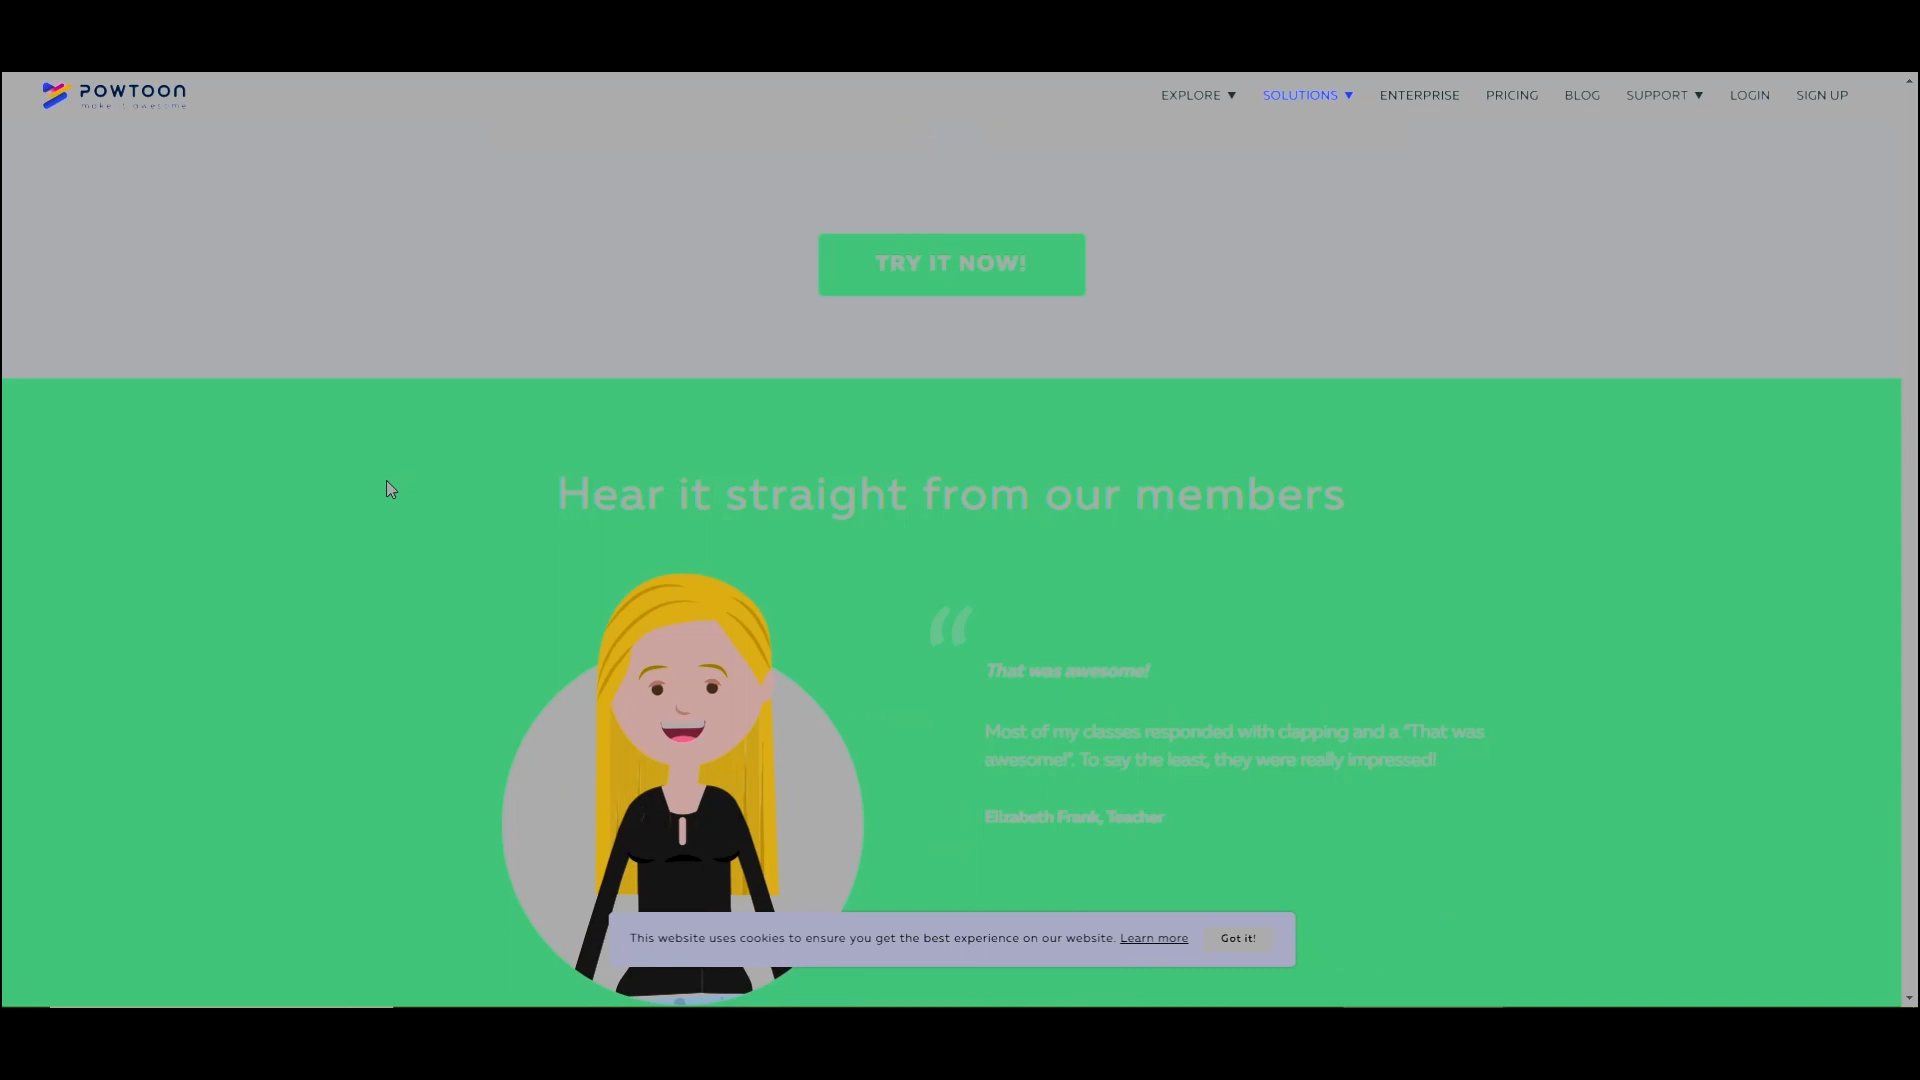 POWTOON
make it awesome
EXPLORE ▼ SOLUTIONS ▼ ENTERPRISE PRICING BLOG SUPPORT ▼ LOGIN SIGN UP
TRY IT NOW!
Hear it straight from our members
“
That was awesome!
Most of my classes responded with clapping and a "That was
awesome!". To say the least, they were really impressed!
Elizabeth Frank, Teacher
This website uses cookies to ensure you get the best experience on our website. Learn more Got it!